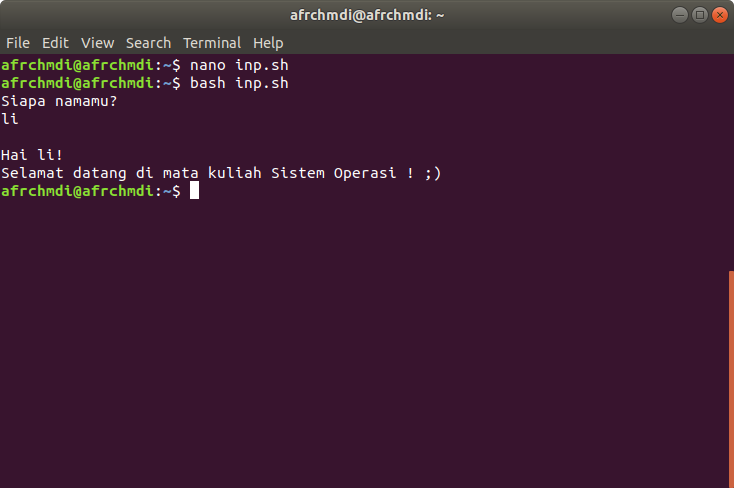 afrchmdi@afrchmdi: ~
File Edit View Search Terminal Help
afrchmdi@afrchmdi:~$ nano inp.sh
afrchmdi@afrchmdi:~$ bash inp.sh
Siapa namamu?
li

Hai li!
Selamat datang di mata kuliah Sistem Operasi ! ;)
afrchmdi@afrchmdi:~$